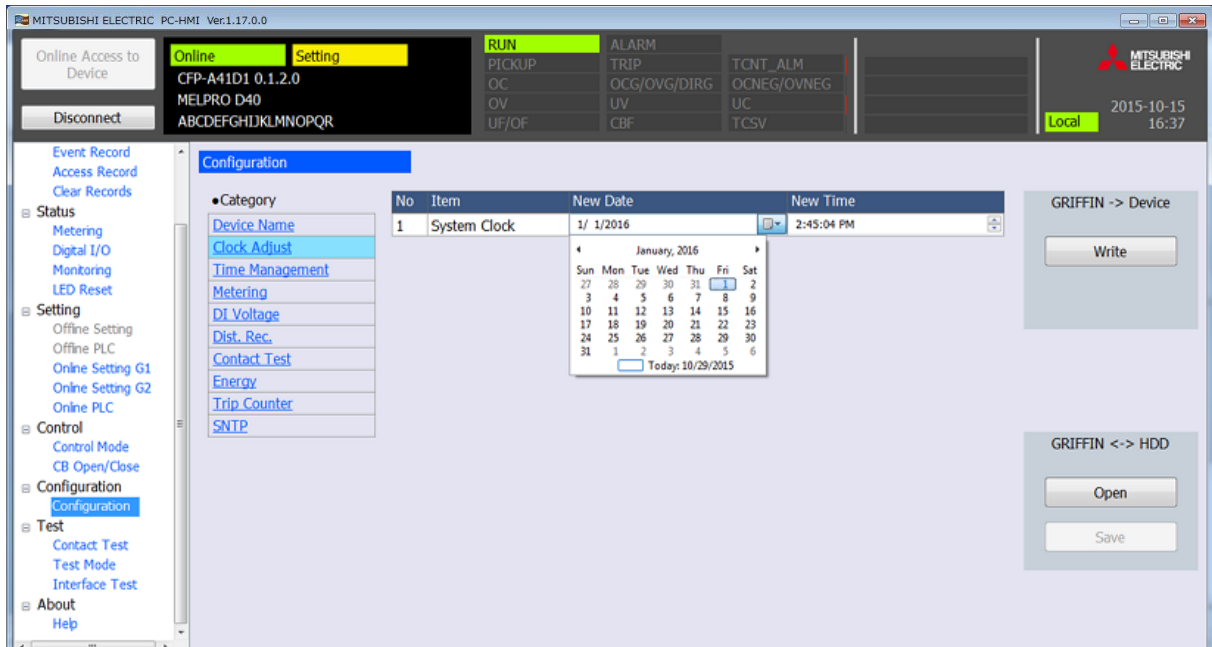 MITSUBISHI ELECTRIC PC-HMI Ver.1.17.0.0
Online Access to
Device
Disconnect
Online Setting
CFP-A41D1 0.1.2.0
MELPRO D40
ABCDEFGHIJKLMNOPQR
RUN ALARM
PICKUP TRIP TCNT_ALM
OC OCG/OVG/DIRG OCNEG/OVNEG
OV UV UC
UF/OF CBF TCSV
MITSUBISHI
ELECTRIC
2015-10-15
Local 16:37
Event Record
Access Record
Clear Records
Status
Metering
Digital I/O
Monitoring
LED Reset
Setting
Offline Setting
Offline PLC
Online Setting G1
Online Setting G2
Online PLC
Control
Control Mode
CB Open/Close
Configuration
Configuration
Test
Contact Test
Test Mode
Interface Test
About
Help
Configuration
●Category
Device Name
Clock Adjust
Time Management
Metering
DI Voltage
Dist. Rec.
Contact Test
Energy
Trip Counter
SNTP
No Item New Date New Time
1 System Clock 1/ 1/2016 2:45:04 PM
January, 2016
Sun Mon Tue Wed Thu Fri Sat
27 28 29 30 31 1 2
3 4 5 6 7 8 9
10 11 12 13 14 15 16
17 18 19 20 21 22 23
24 25 26 27 28 29 30
31 1 2 3 4 5 6
Today: 10/29/2015
GRIFFIN -> Device
Write
GRIFFIN <-> HDD
Open
Save